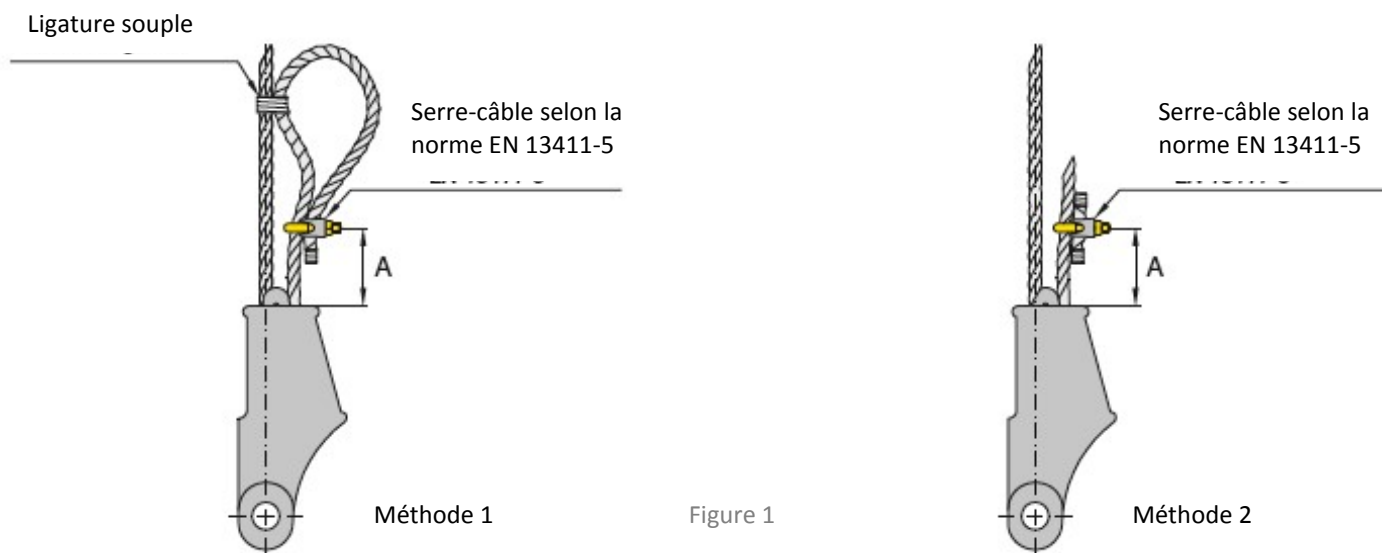 Ligature souple
Serre-câble selon la
norme EN 13411-5
A
Méthode 1
Figure 1
Serre-câble selon la
norme EN 13411-5
A
Méthode 2